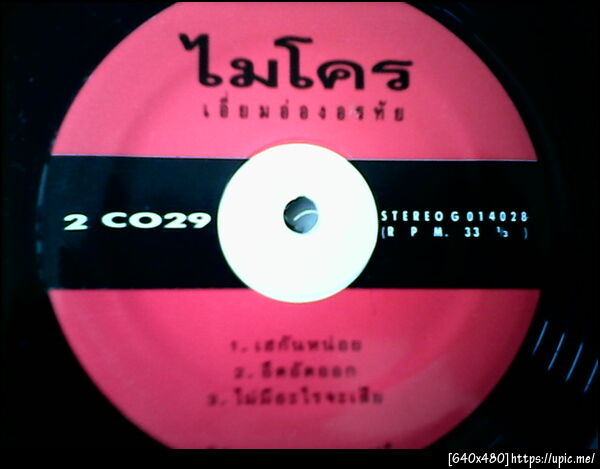 ไมโคร
เอี่ยมอ่องอรทัย
2 CO29
STEREO G 014028
(R P M. 33 ⅓ )
1. เฮกันหน่อย
2. อึดอัดออก
3. ไม่มีอะไรจะเสีย
[640x480]https://upic.me/